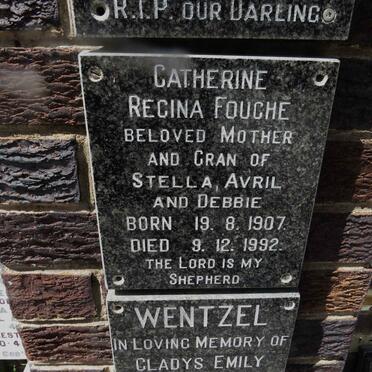 R.I.P. OUR DARLING
CATHERINE
REGINA FOUCHE
BELOVED MOTHER
AND GRAN OF
STELLA, AVRIL
AND DEBBIE
BORN 19.8.1907.
DIED 9.12.1992.
THE LORD IS MY
SHEPHERD
WENTZEL
IN LOVING MEMORY OF
GLADYS EMILY